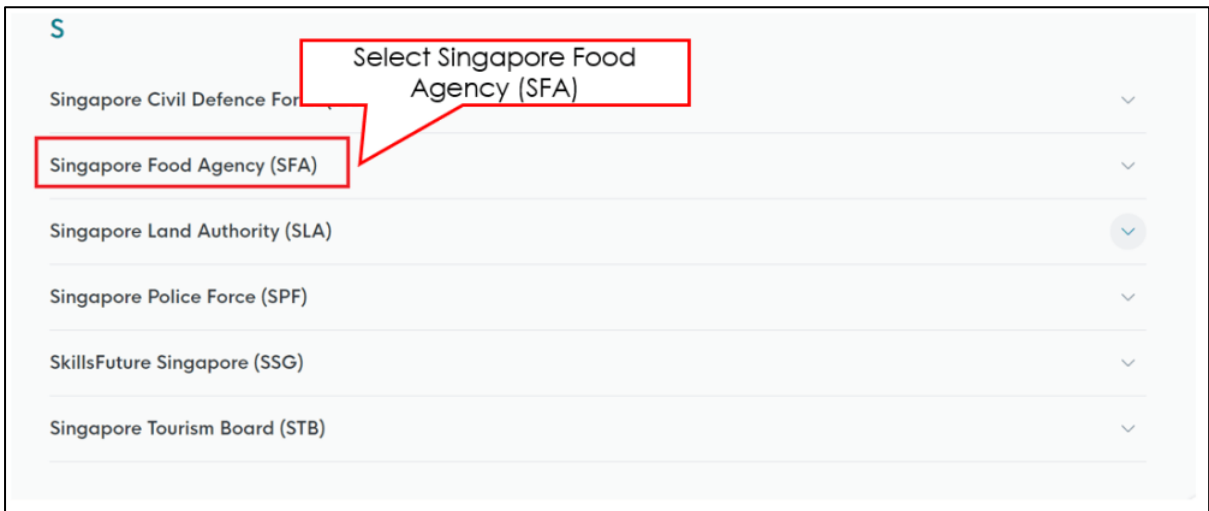 S
Select Singapore Food
Agency (SFA)
Singapore Civil Defence For
Singapore Food Agency (SFA)
Singapore Land Authority (SLA)
Singapore Police Force (SPF)
SkillsFuture Singapore (SSG)
Singapore Tourism Board (STB)